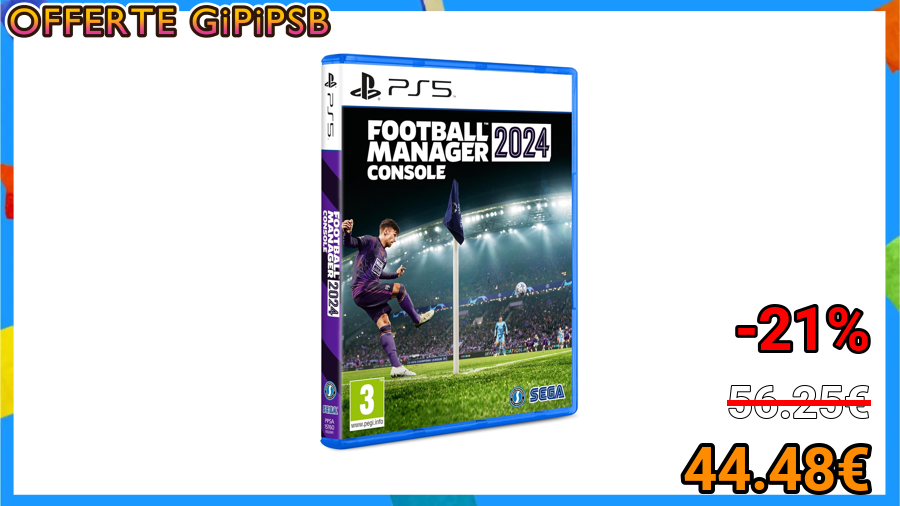 OFFERTE GiPiPSB
PS5
PS5
FOOTBALL
MANAGER 2024
CONSOLE
FOOTBALL
MANAGER 2024
CONSOLE
3
www.pegi.info
SEGA
SEGA
-21%
56.25€
44.48€